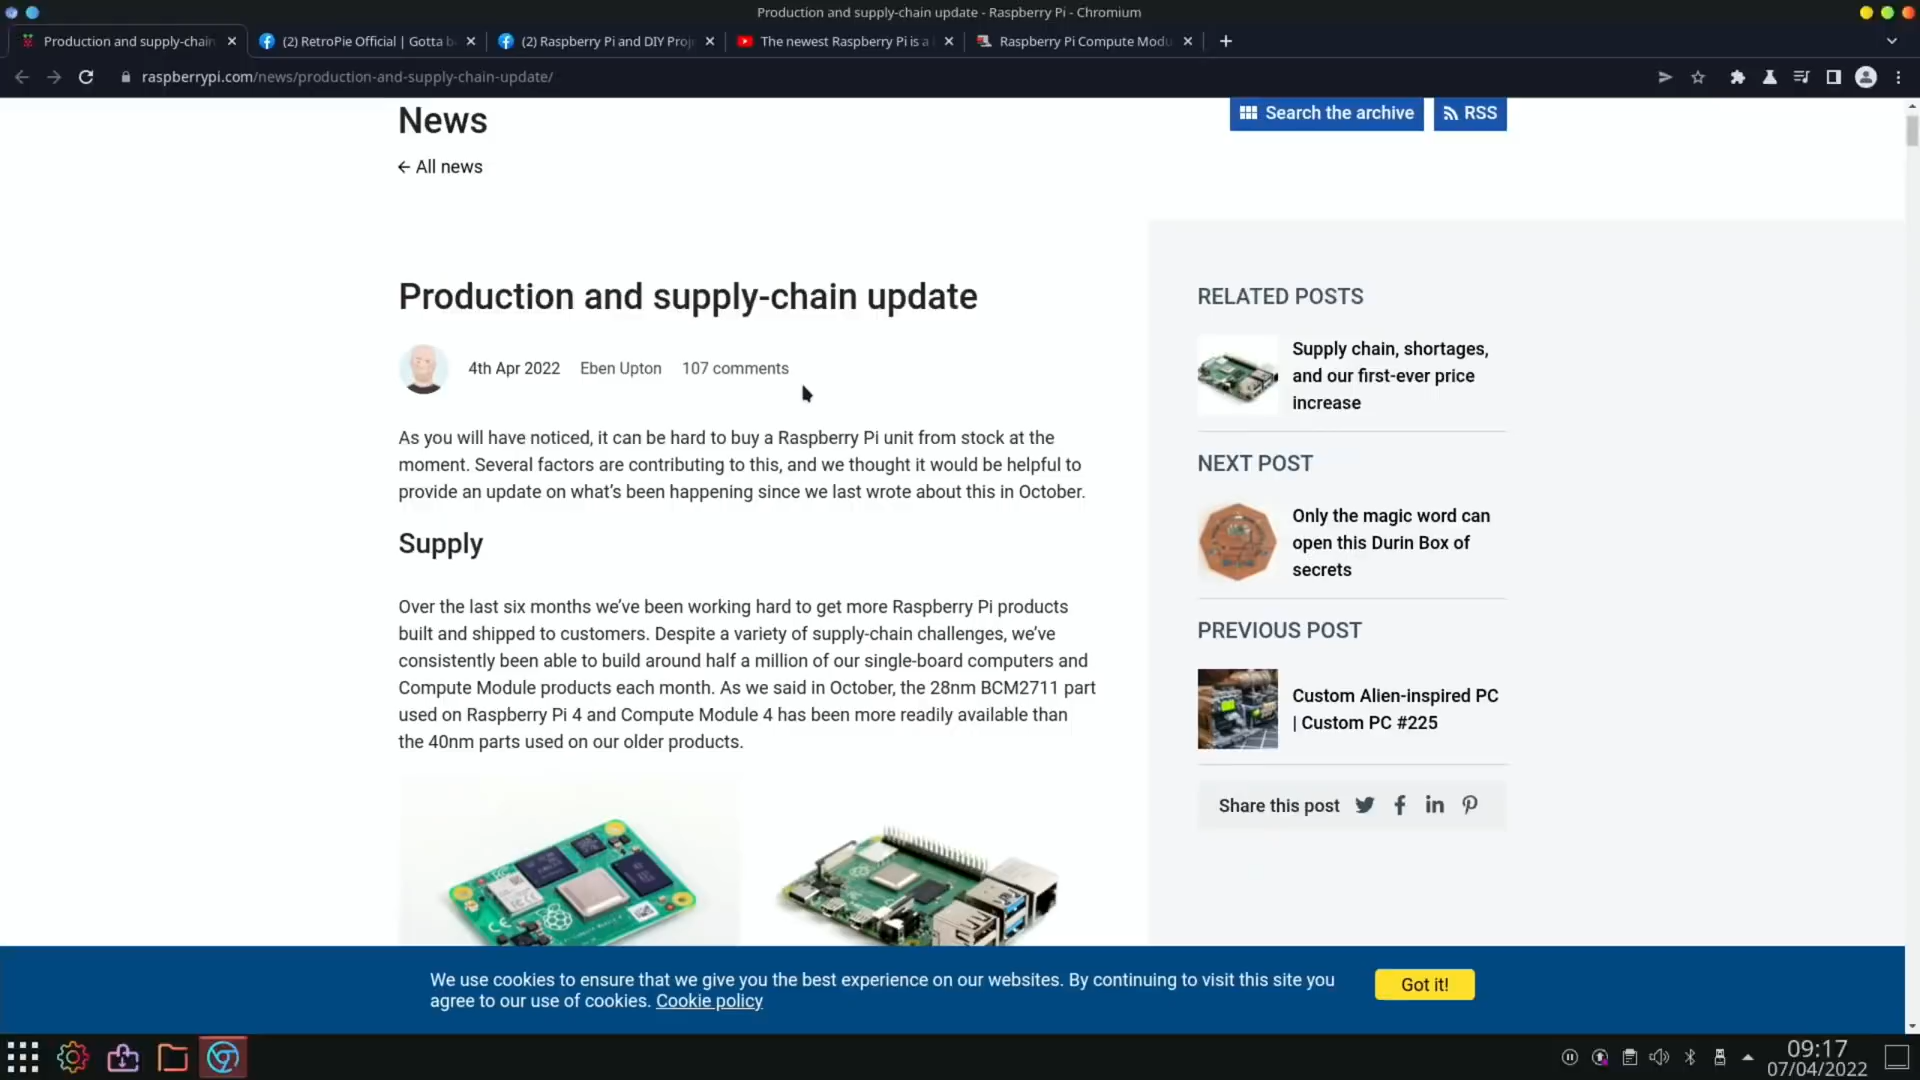 Production and supply-chain update - Raspberry Pi - Chromium
Production and supply-chain
(2) RetroPie Official | Gotta b
(2) Raspberry Pi and DIY Proj
The newest Raspberry Pi is a
Raspberry Pi Compute Modu
raspberrypi.com/news/production-and-supply-chain-update/
News
Search the archive
RSS
← All news
Production and supply-chain update
4th Apr 2022 Eben Upton 107 comments
As you will have noticed, it can be hard to buy a Raspberry Pi unit from stock at the
moment. Several factors are contributing to this, and we thought it would be helpful to
provide an update on what’s been happening since we last wrote about this in October.
Supply
Over the last six months we’ve been working hard to get more Raspberry Pi products
built and shipped to customers. Despite a variety of supply-chain challenges, we’ve
consistently been able to build around half a million of our single-board computers and
Compute Module products each month. As we said in October, the 28nm BCM2711 part
used on Raspberry Pi 4 and Compute Module 4 has been more readily available than
the 40nm parts used on our older products.
RELATED POSTS
Supply chain, shortages,
and our first-ever price
increase
NEXT POST
Only the magic word can
open this Durin Box of
secrets
PREVIOUS POST
Custom Alien-inspired PC
| Custom PC #225
Share this post
We use cookies to ensure that we give you the best experience on our websites. By continuing to visit this site you
agree to our use of cookies. Cookie policy
Got it!
09:17
07/04/2022